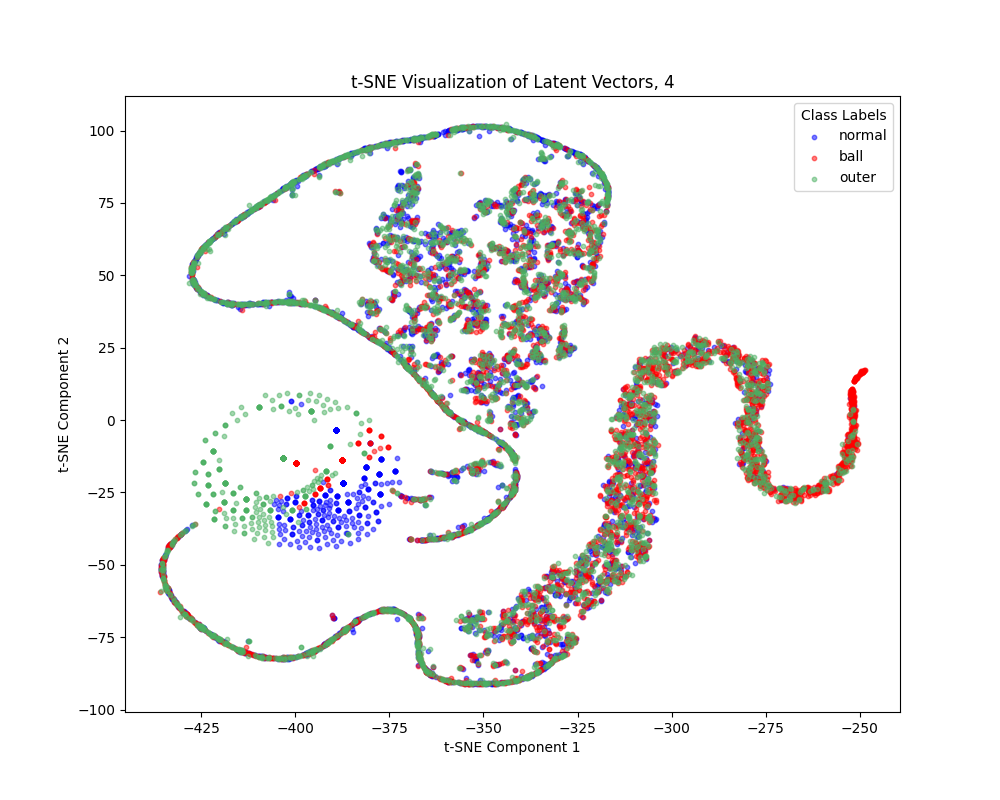 t-SNE Visualization of Latent Vectors, 4
Class Labels
normal
ball
outer
t-SNE Component 2
100
75
50
25
0
−25
−50
−75
−100
−425
−400
−375
−350
−325
−300
−275
−250
t-SNE Component 1